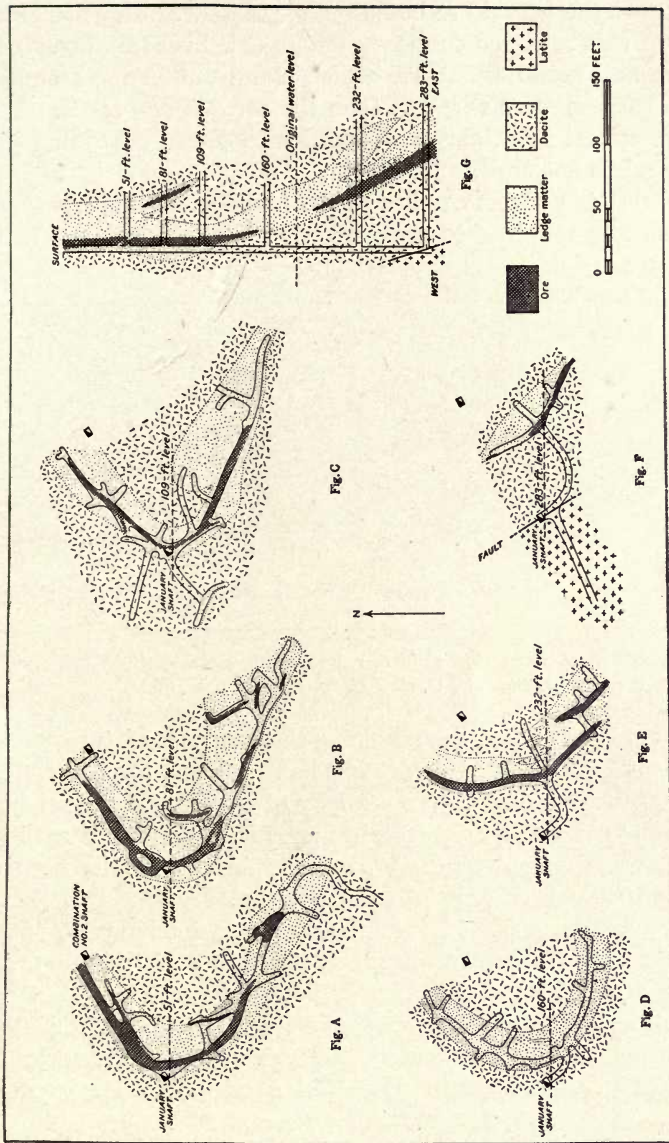 COMBINATION
NO.2 SHAFT
JANUARY
SHAFT
51-ft. level
Fig. A
JANUARY
SHAFT
81-ft. level
Fig. B
JANUARY
SHAFT
109-ft. level
Fig. C
SURFACE
51-ft. level
81-ft. level
109-ft. level
160-ft. level
Original water level
232-ft. level
283-ft. level
WEST
EAST
Fig. G
N
JANUARY
SHAFT
160-ft. level
Fig. D
JANUARY
SHAFT
232-ft. level
Fig. E
FAULT
JANUARY
SHAFT
283-ft. level
Fig. F
Ore
Ledge matter
Dacite
Latite
0
50
100
150 FEET